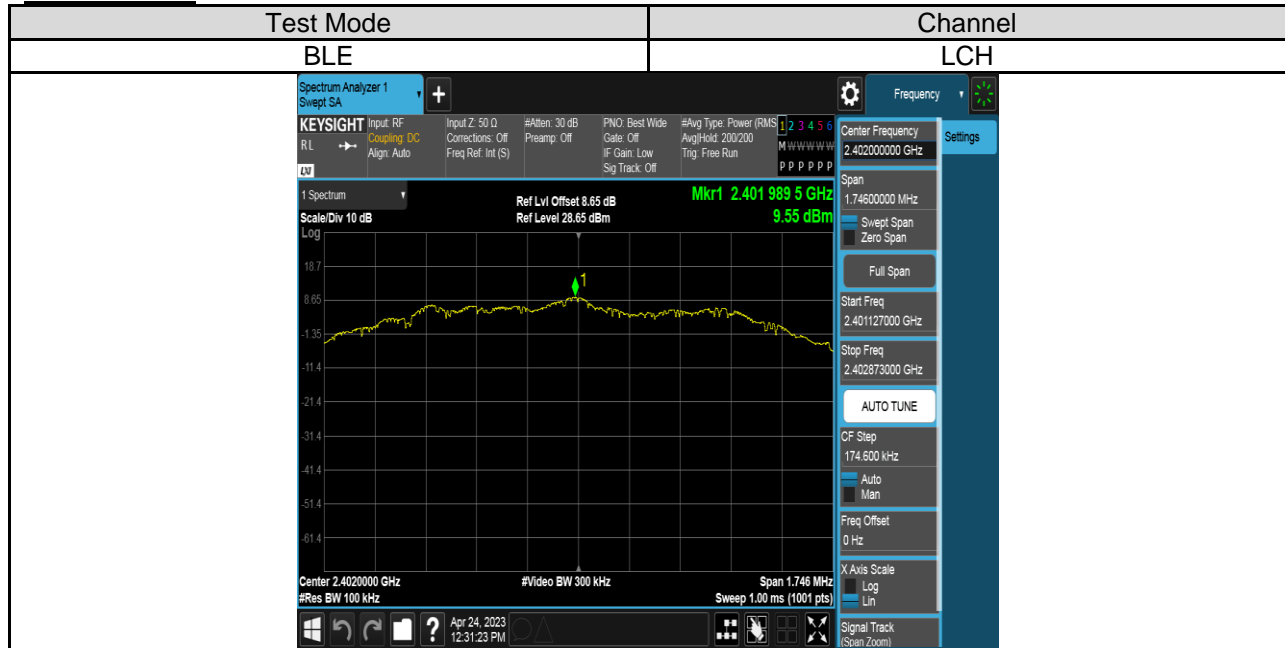 Test Mode
Channel
BLE
LCH
Spectrum Analyzer 1
Swept SA
+
Frequency
KEYSIGHT
RL
LXI
Input: RF
Coupling: DC
Align: Auto
Input Z: 50 Ω
Corrections: Off
Freq Ref: Int (S)
#Atten: 30 dB
Preamp: Off
PNO: Best Wide
Gate: Off
IF Gain: Low
Sig Track: Off
#Avg Type: Power (RMS
Avg|Hold: 200/200
Trig: Free Run
1 2 3 4 5 6
M W W W W W
P P P P P P
1 Spectrum
Scale/Div 10 dB
Log
Ref Lvl Offset 8.65 dB
Ref Level 28.65 dBm
Mkr1 2.401 989 5 GHz
9.55 dBm
1
18.7
8.65
-1.35
-11.4
-21.4
-31.4
-41.4
-51.4
-61.4
Center 2.4020000 GHz
#Res BW 100 kHz
#Video BW 300 kHz
Span 1.746 MHz
Sweep 1.00 ms (1001 pts)
Apr 24, 2023
12:31:23 PM
?
Settings
Center Frequency
2.402000000 GHz
Span
1.74600000 MHz
Swept Span
Zero Span
Full Span
Start Freq
2.401127000 GHz
Stop Freq
2.402873000 GHz
AUTO TUNE
CF Step
174.600 kHz
Auto
Man
Freq Offset
0 Hz
X Axis Scale
Log
Lin
Signal Track
(Span Zoom)